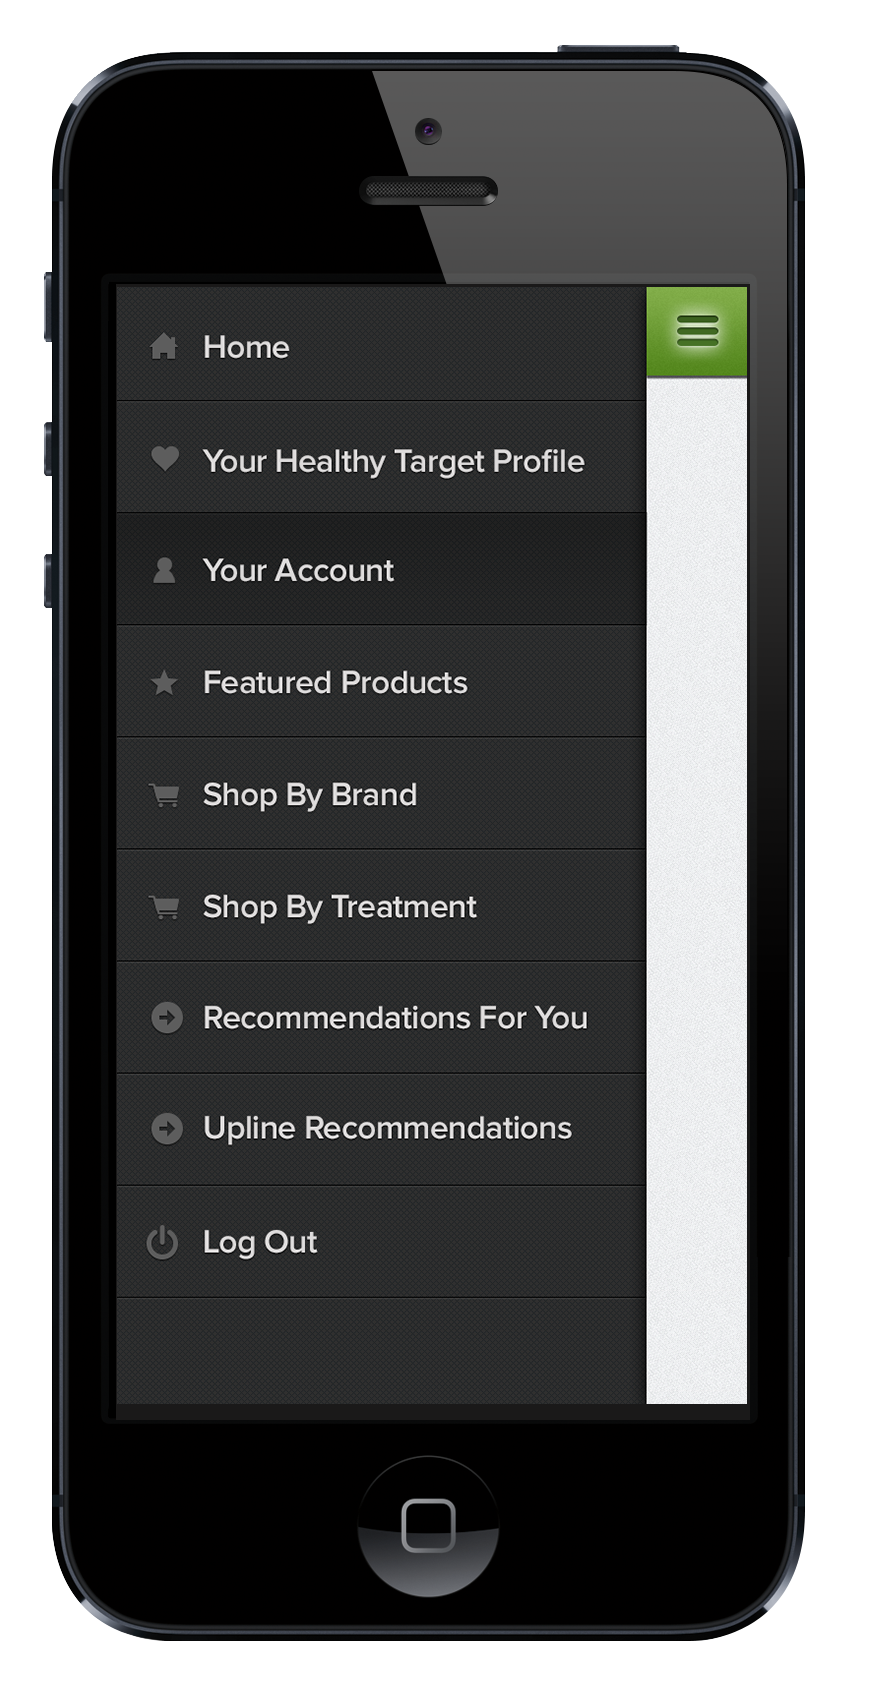 Home
Your Healthy Target Profile
Your Account
Featured Products
Shop By Brand
Shop By Treatment
Recommendations For You
Upline Recommendations
Log Out